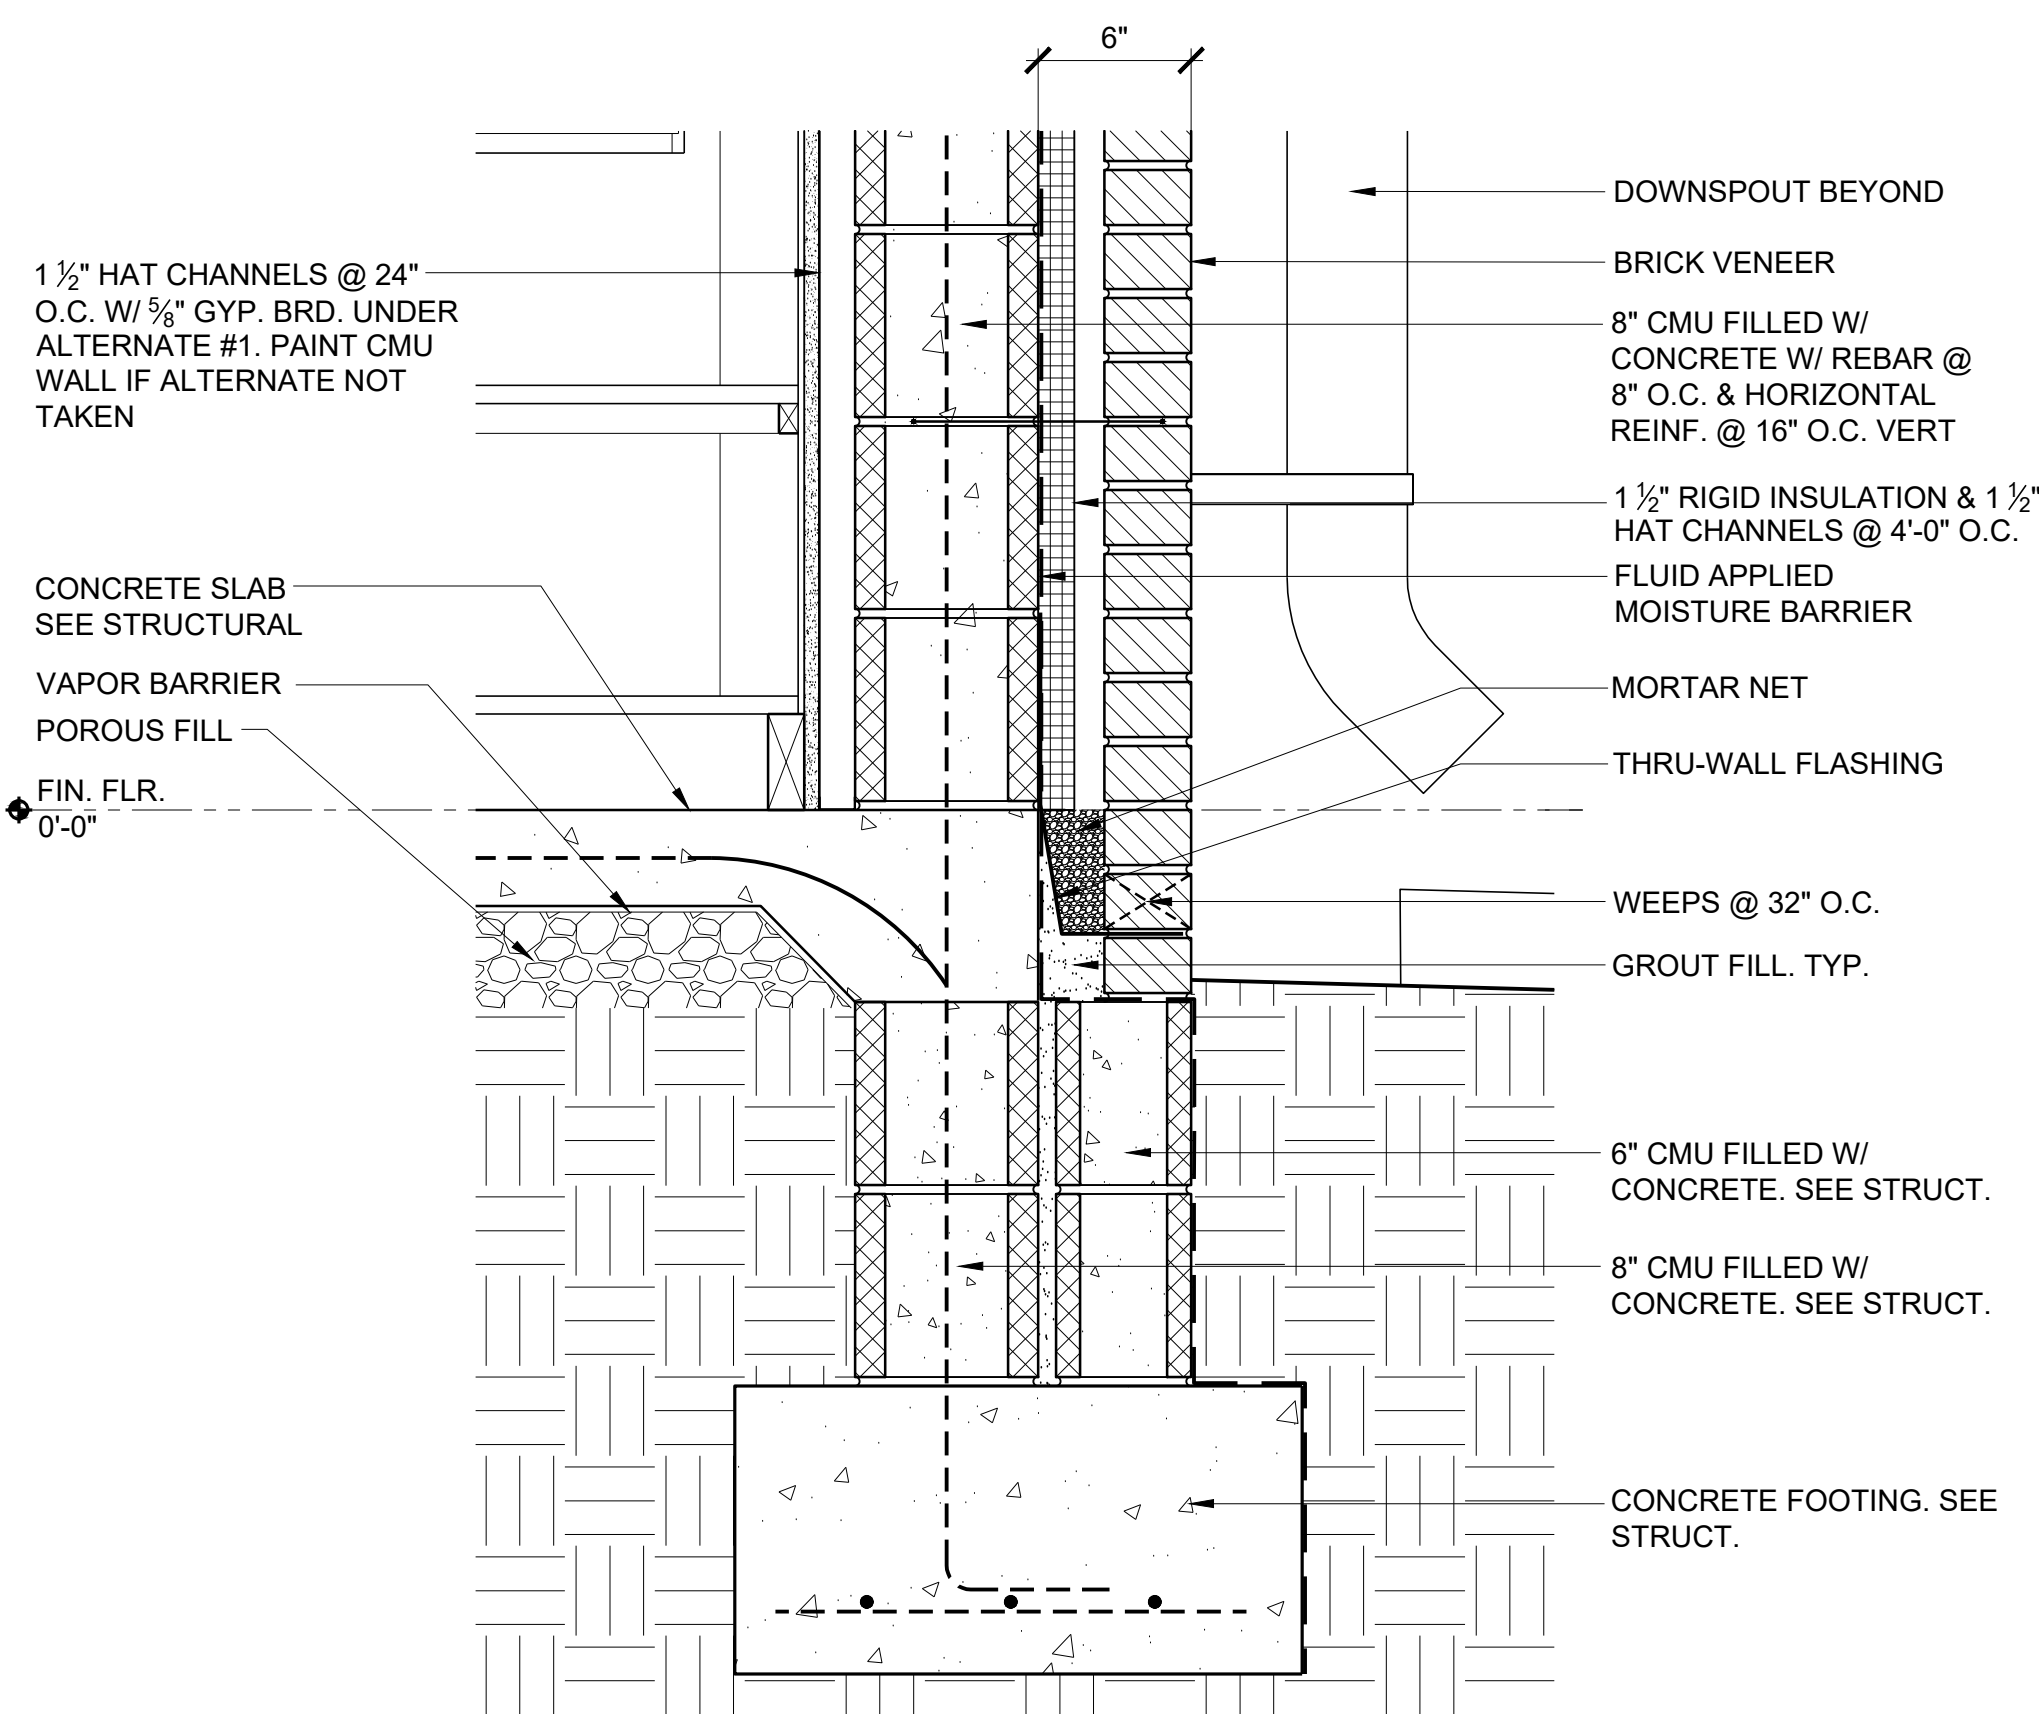 6"
1 ½" HAT CHANNELS @ 24"
O.C. W/ ⅝" GYP. BRD. UNDER
ALTERNATE #1. PAINT CMU
WALL IF ALTERNATE NOT
TAKEN
CONCRETE SLAB
SEE STRUCTURAL
VAPOR BARRIER
POROUS FILL
FIN. FLR.
0'-0"
DOWNSPOUT BEYOND
BRICK VENEER
8" CMU FILLED W/
CONCRETE W/ REBAR @
8" O.C. & HORIZONTAL
REINF. @ 16" O.C. VERT
1 ½" RIGID INSULATION & 1 ½"
HAT CHANNELS @ 4'-0" O.C.
FLUID APPLIED
MOISTURE BARRIER
MORTAR NET
THRU-WALL FLASHING
WEEPS @ 32" O.C.
GROUT FILL. TYP.
6" CMU FILLED W/
CONCRETE. SEE STRUCT.
8" CMU FILLED W/
CONCRETE. SEE STRUCT.
CONCRETE FOOTING. SEE
STRUCT.